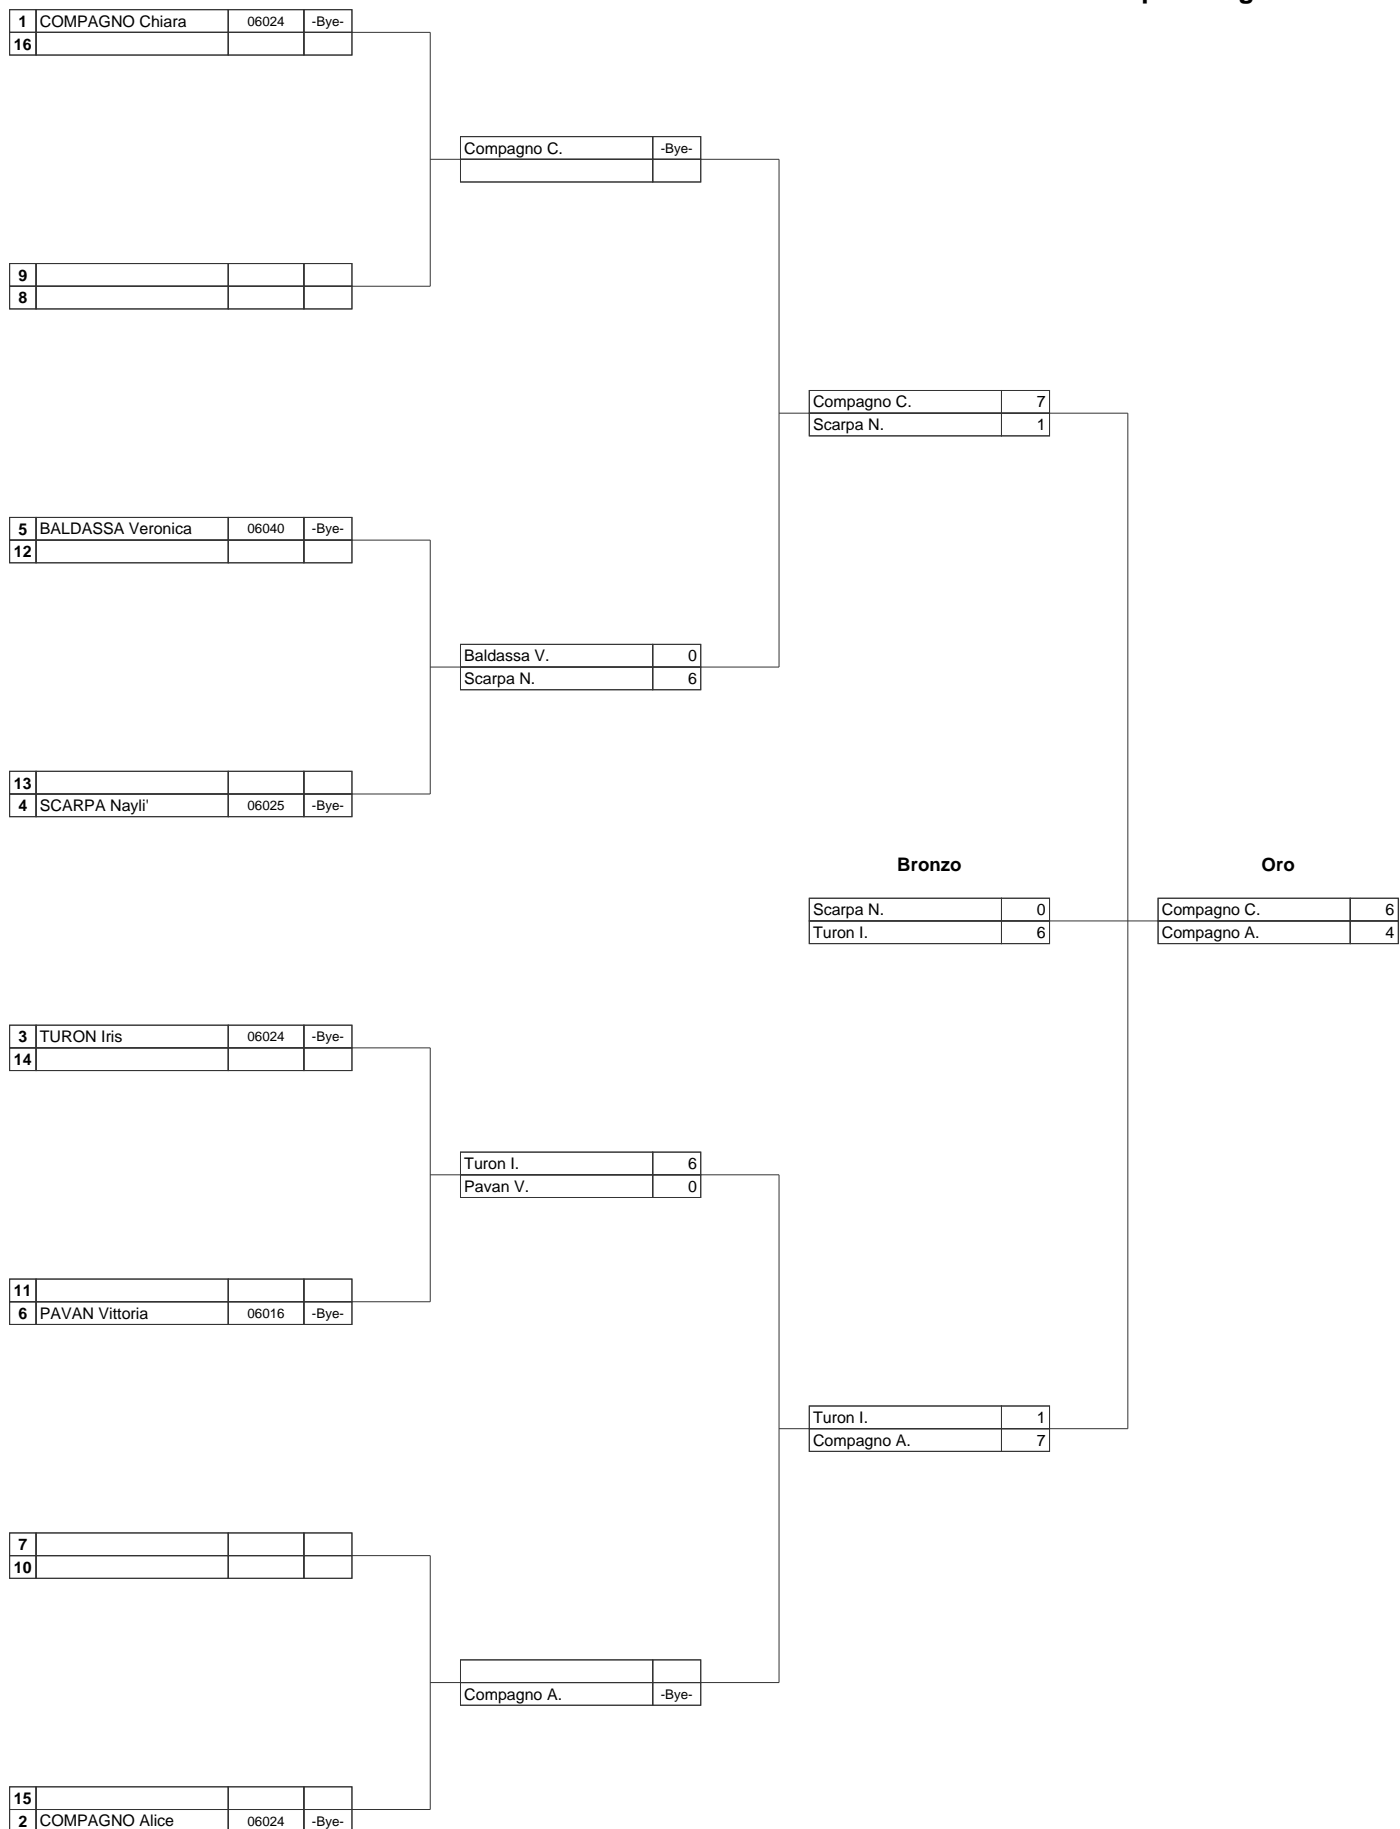 1 COMPAGNO Chiara 06024 -Bye-
16
Compagno C. -Bye-
9
8
Compagno C. 7
Scarpa N. 1
5 BALDASSA Veronica 06040 -Bye-
12
Baldassa V. 0
Scarpa N. 6
13
4 SCARPA Nayli' 06025 -Bye-
Bronzo Oro
Scarpa N. 0 Compagno C. 6
Turon I. 6 Compagno A. 4
3 TURON Iris 06024 -Bye-
14
Turon I. 6
Pavan V. 0
11
6 PAVAN Vittoria 06016 -Bye-
Turon I. 1
Compagno A. 7
7
10
Compagno A. -Bye-
15
2 COMPAGNO Alice 06024 -Bye-